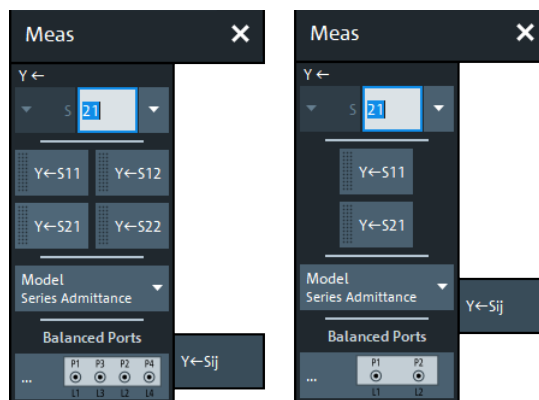 Meas ×
Y ←
S 21
Y←S11 Y←S12
Y←S21 Y←S22
Model
Series Admittance
Balanced Ports
... P1 P3 P2 P4
L1 L3 L2 L4
Y←Sij
Meas ×
Y ←
S 21
Y←S11
Y←S21
Model
Series Admittance
Balanced Ports
... P1 P2
L1 L2
Y←Sij